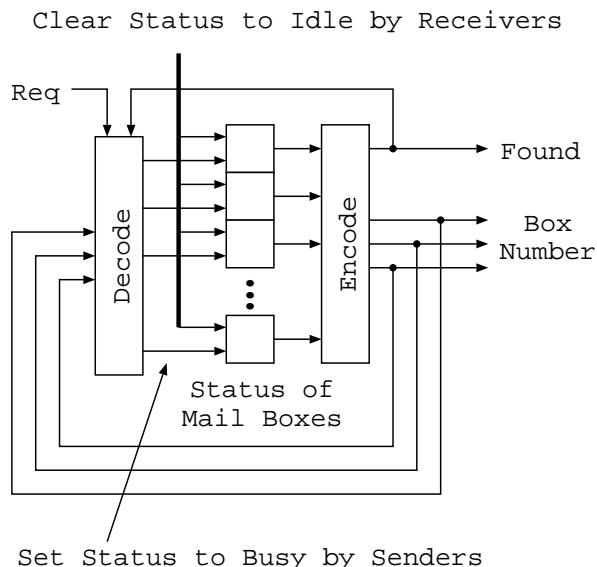 Clear Status to Idle by Receivers
Req
Found
Decode
Encode
Box
Number
Status of
Mail Boxes
Set Status to Busy by Senders